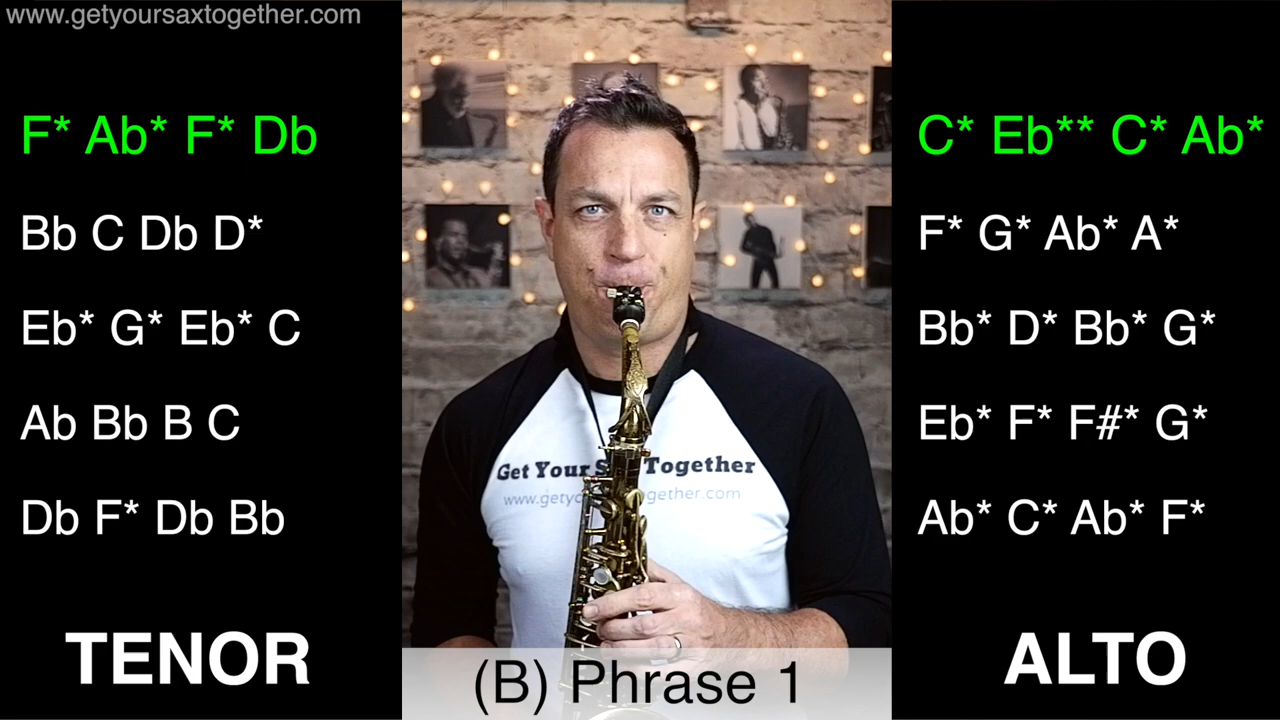 www.getyoursaxtogether.com
F* Ab* F* Db
Bb C Db D*
Eb* G* Eb* C
Ab Bb B C
Db F* Db Bb
TENOR
Get Your S Together
www.getyo gether.com
(B) Phrase 1
C* Eb** C* Ab*
F* G* Ab* A*
Bb* D* Bb* G*
Eb* F* F#* G*
Ab* C* Ab* F*
ALTO